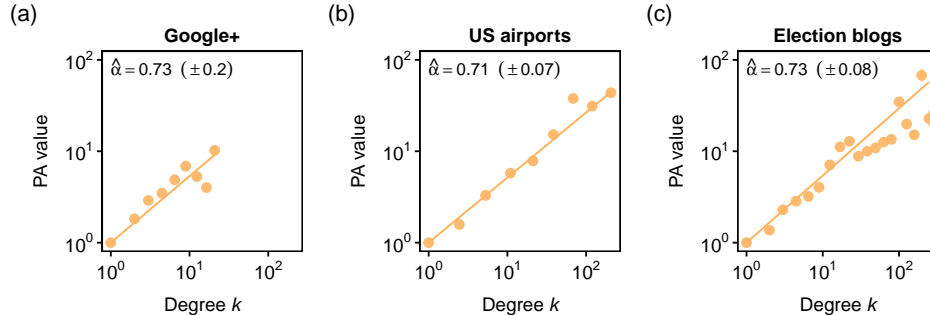 (a)
Google+
α̂ = 0.73 (±0.2)
PA value
10²
10¹
10⁰
10⁰ 10¹ 10²
Degree k
(b)
US airports
α̂ = 0.71 (±0.07)
PA value
10²
10¹
10⁰
10⁰ 10¹ 10²
Degree k
(c)
Election blogs
α̂ = 0.73 (±0.08)
PA value
10²
10¹
10⁰
10⁰ 10¹ 10²
Degree k